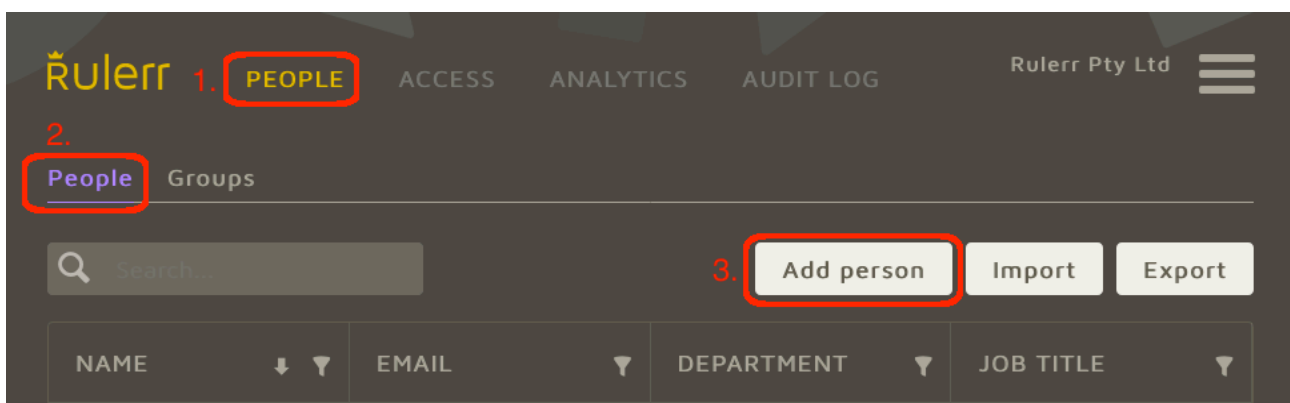 Rulerr 1. PEOPLE ACCESS ANALYTICS AUDIT LOG Rulerr Pty Ltd
2.
People Groups
Search... 3. Add person Import Export
NAME EMAIL DEPARTMENT JOB TITLE